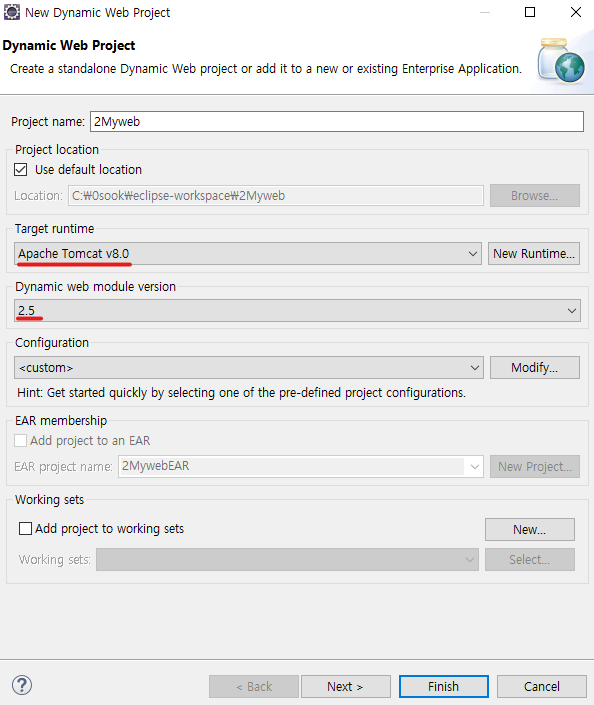 New Dynamic Web Project
Dynamic Web Project
Create a standalone Dynamic Web project or add it to a new or existing Enterprise Application.
Project name: 2Myweb
Project location
Use default location
Location: C:₩0sook₩eclipse-workspace₩2Myweb Browse...
Target runtime
Apache Tomcat v8.0 New Runtime...
Dynamic web module version
2.5
Configuration
<custom> Modify...
Hint: Get started quickly by selecting one of the pre-defined project configurations.
EAR membership
Add project to an EAR
EAR project name: 2MywebEAR New Project...
Working sets
Add project to working sets New...
Working sets: Select...
? < Back Next > Finish Cancel